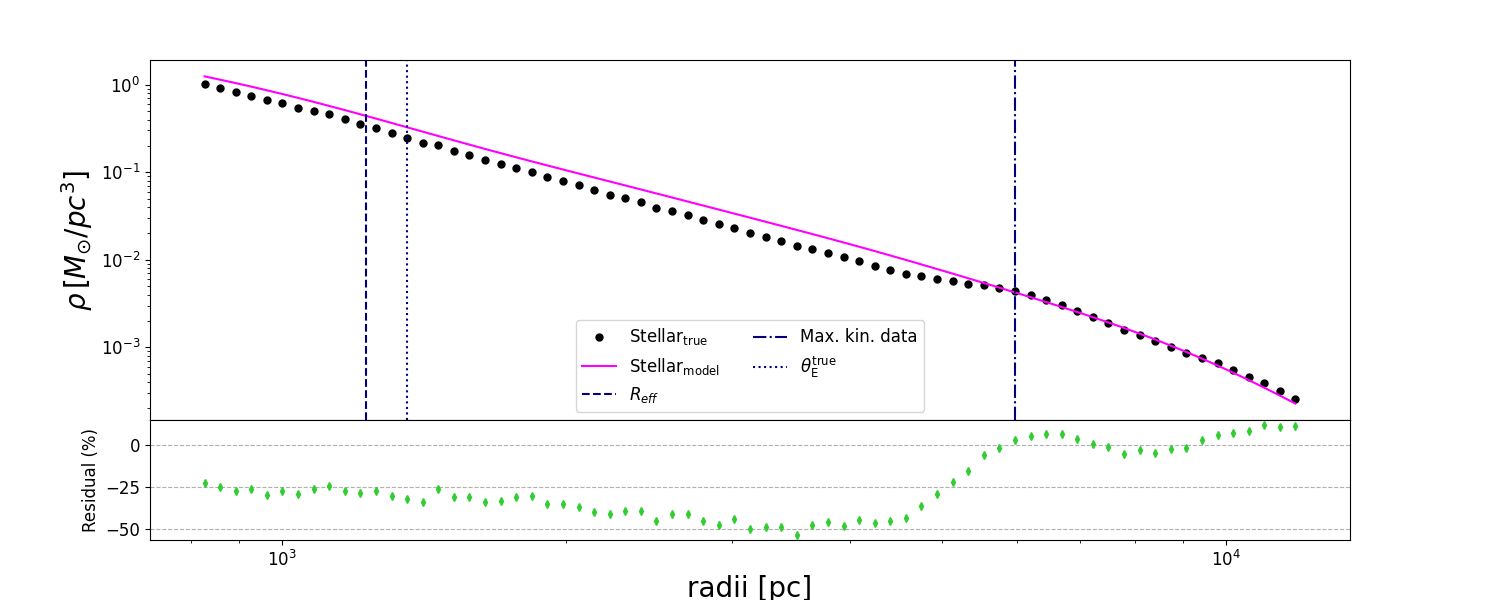 ρ [M⊙/pc³]
10⁰
10⁻¹
10⁻²
10⁻³
Stellar_true
Stellar_model
R_eff
Max. kin. data
θ_E^true
Residual (%)
0
−25
−50
10³
10⁴
radii [pc]